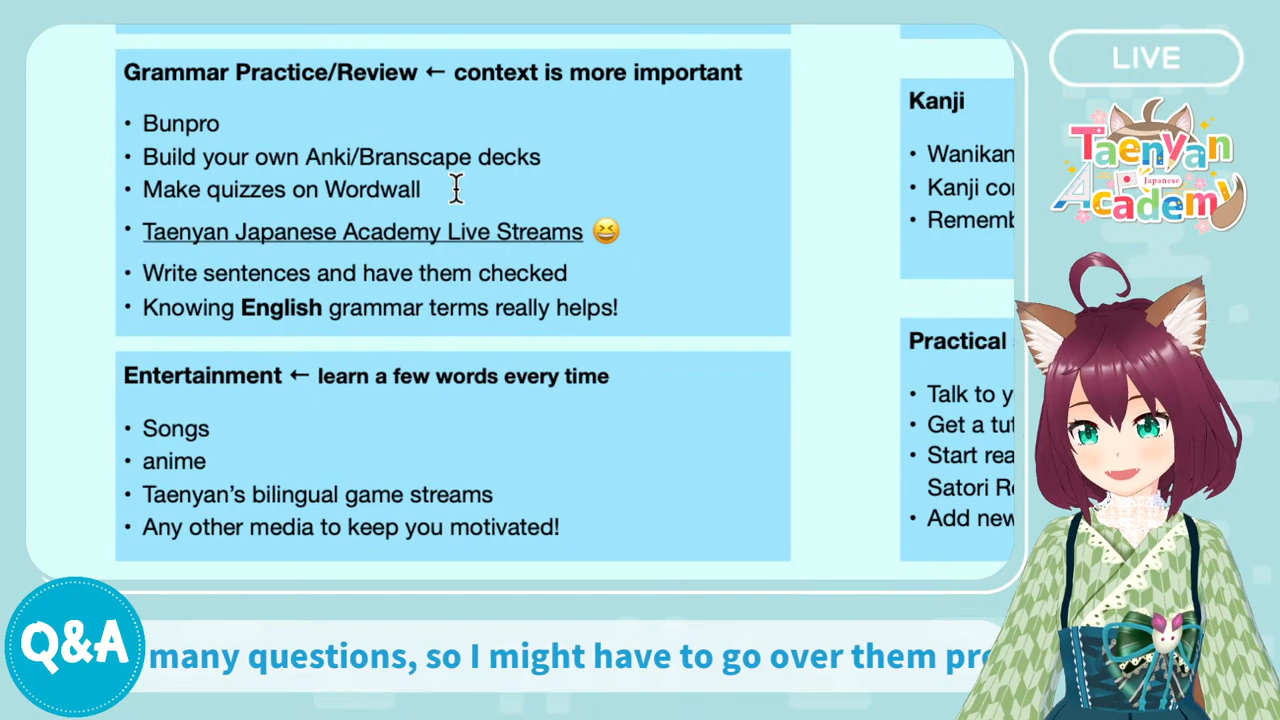 Grammar Practice/Review ← context is more important
• Bunpro
• Build your own Anki/Branscape decks
• Make quizzes on Wordwall
• Taenyan Japanese Academy Live Streams 😆
• Write sentences and have them checked
• Knowing English grammar terms really helps!
Entertainment ← learn a few words every time
• Songs
• anime
• Taenyan’s bilingual game streams
• Any other media to keep you motivated!
Kanji
• Wanikan
• Kanji co
• Rememb
Practical
• Talk to y
• Get a tut
• Start rea
Satori R
• Add new
LIVE
Taenyan
Japanese
Academy
Q&A
many questions, so I might have to go over them pr